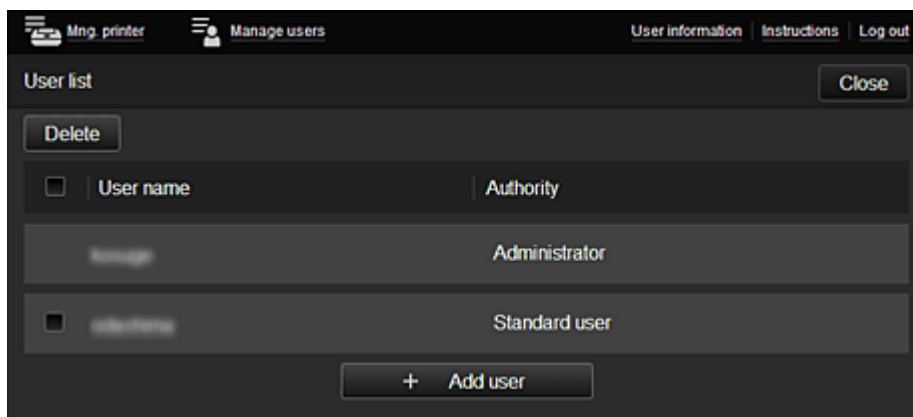 Mng. printer Manage users User information Instructions Log out
User list Close
Delete
User name Authority
Administrator
Standard user
+ Add user